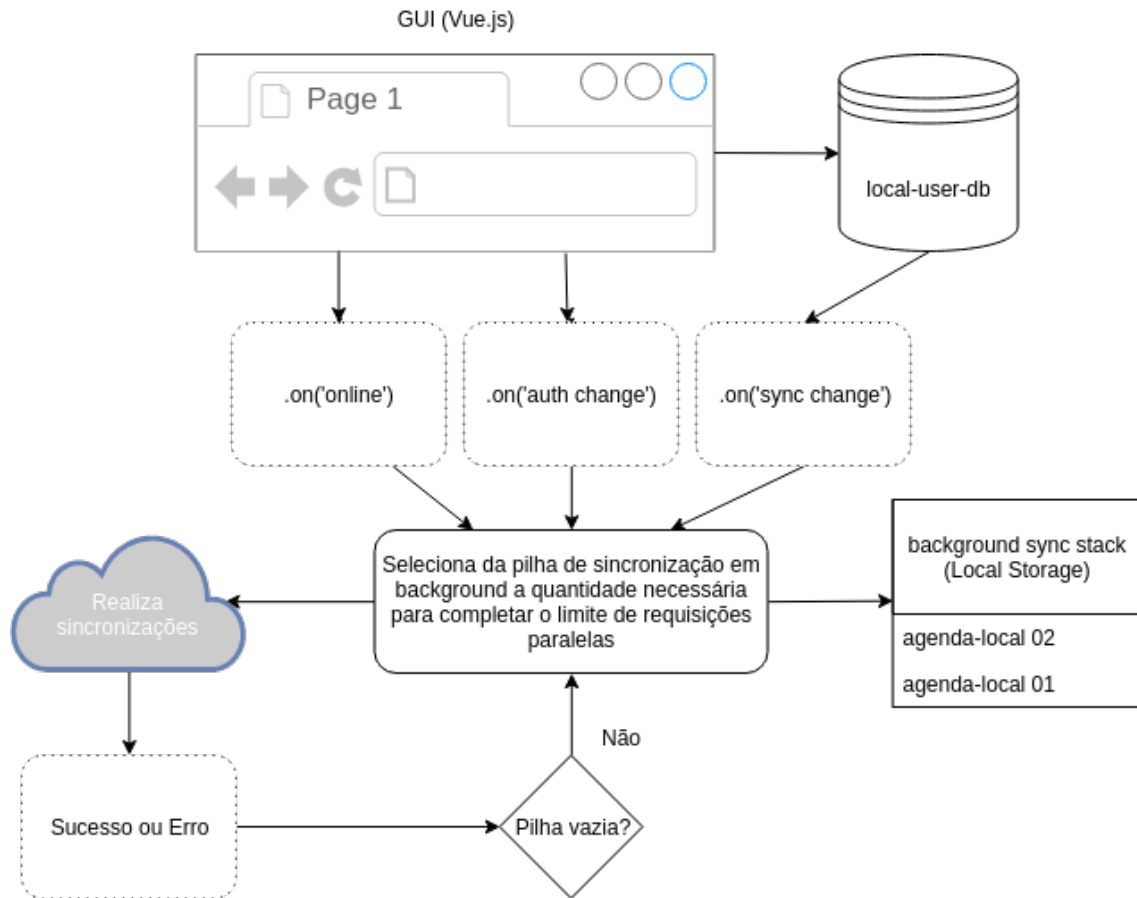 GUI (Vue.js)
Page 1
local-user-db
.on('online')
.on('auth change')
.on('sync change')
Seleciona da pilha de sincronização em
background a quantidade necessária
para completar o limite de requisições
paralelas
background sync stack
(Local Storage)
agenda-local 02
agenda-local 01
Realiza
sincronizações
Não
Sucesso ou Erro
Pilha vazia?